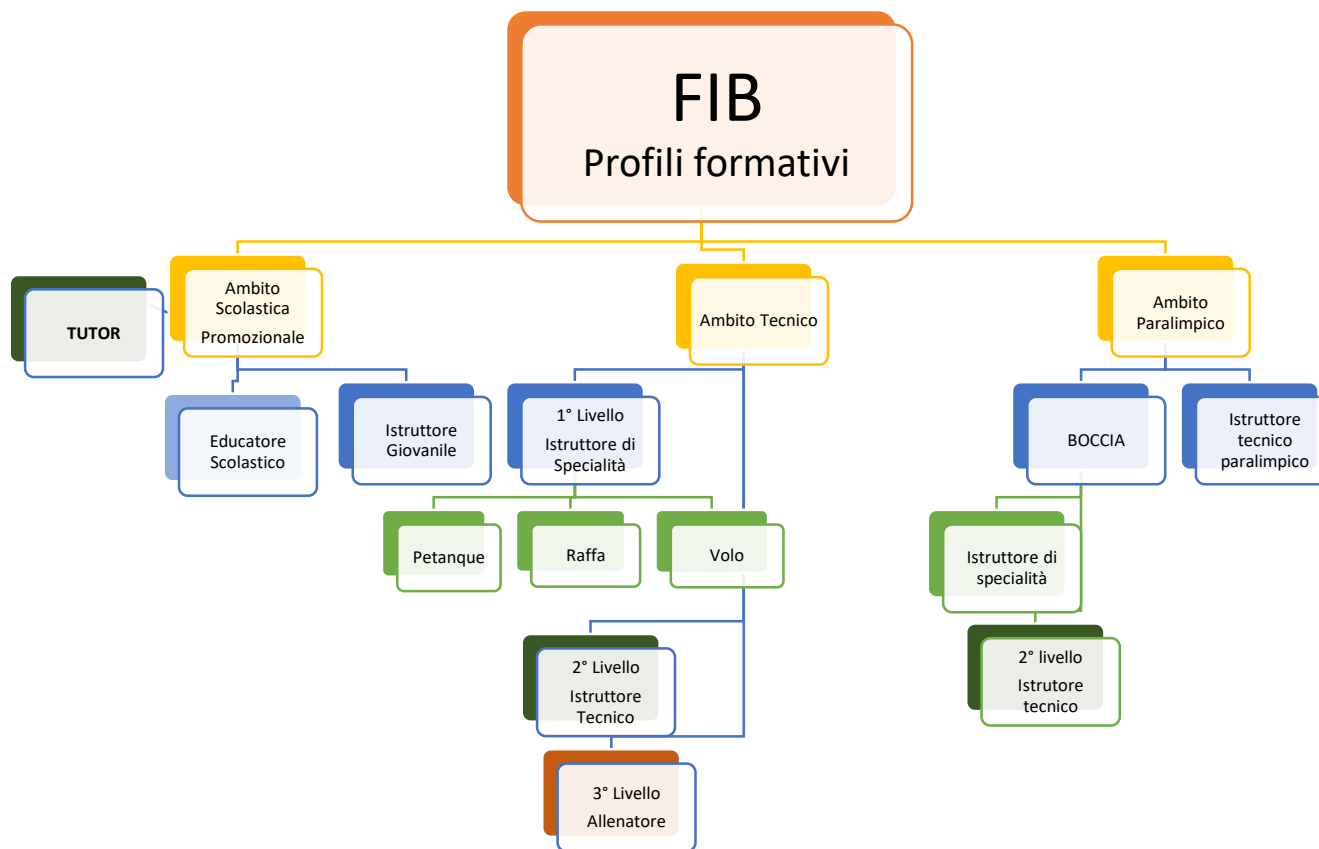 FIB
Profili formativi
Ambito
Scolastica
Promozionale
TUTOR
Ambito Tecnico
Ambito
Paralimpico
Educatore
Scolastico
Istruttore
Giovanile
1° Livello
Istruttore di
Specialità
BOCCIA
Istruttore
tecnico
paralimpico
Petanque
Raffa
Volo
Istruttore di
specialità
2° Livello
Istruttore
Tecnico
2° livello
Istrutore
tecnico
3° Livello
Allenatore